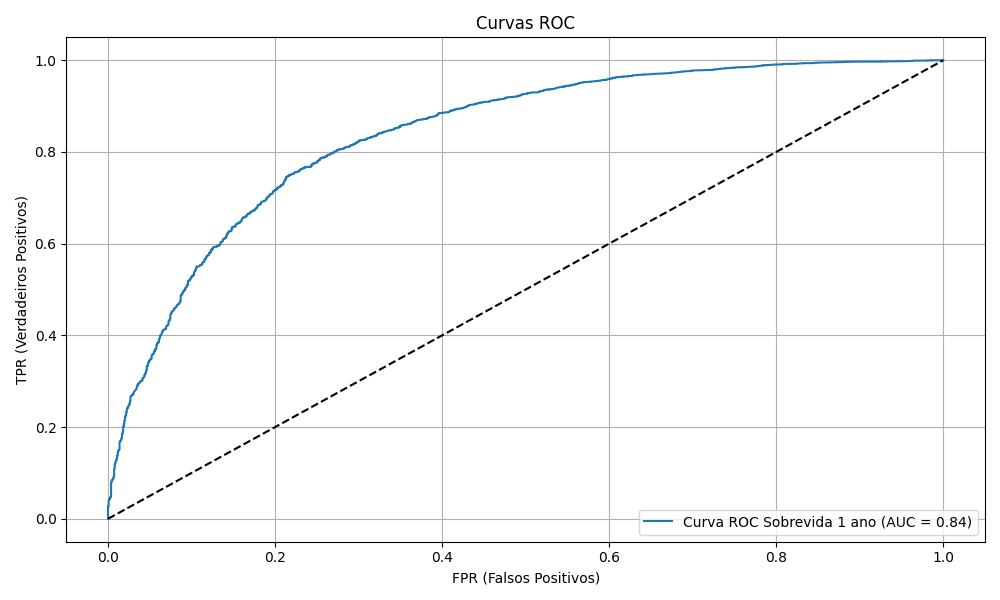 Curvas ROC
TPR (Verdadeiros Positivos)
1.0
0.8
0.6
0.4
0.2
0.0
Curva ROC Sobrevida 1 ano (AUC = 0.84)
0.0 0.2 0.4 0.6 0.8 1.0
FPR (Falsos Positivos)